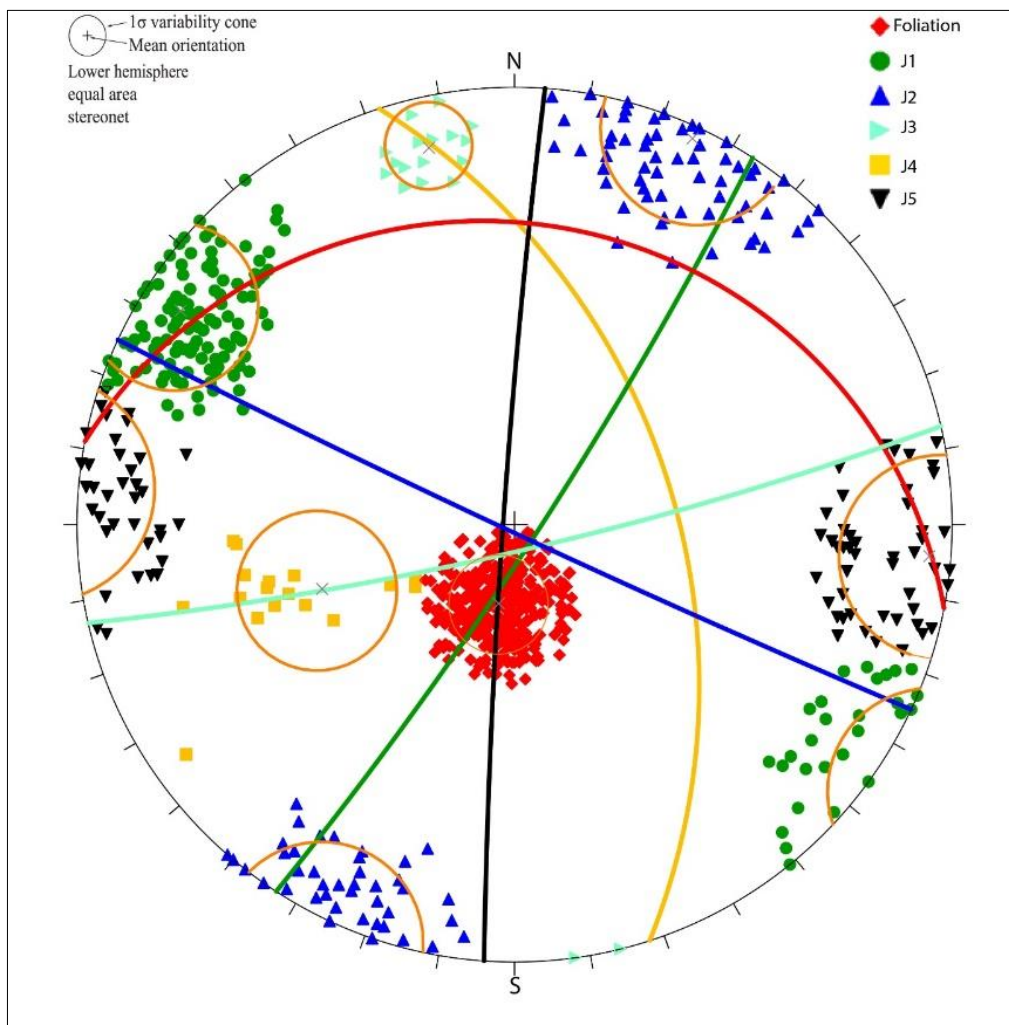 1σ variability cone
Mean orientation
Lower hemisphere
equal area
stereonet
N
Foliation
J1
J2
J3
J4
J5
S